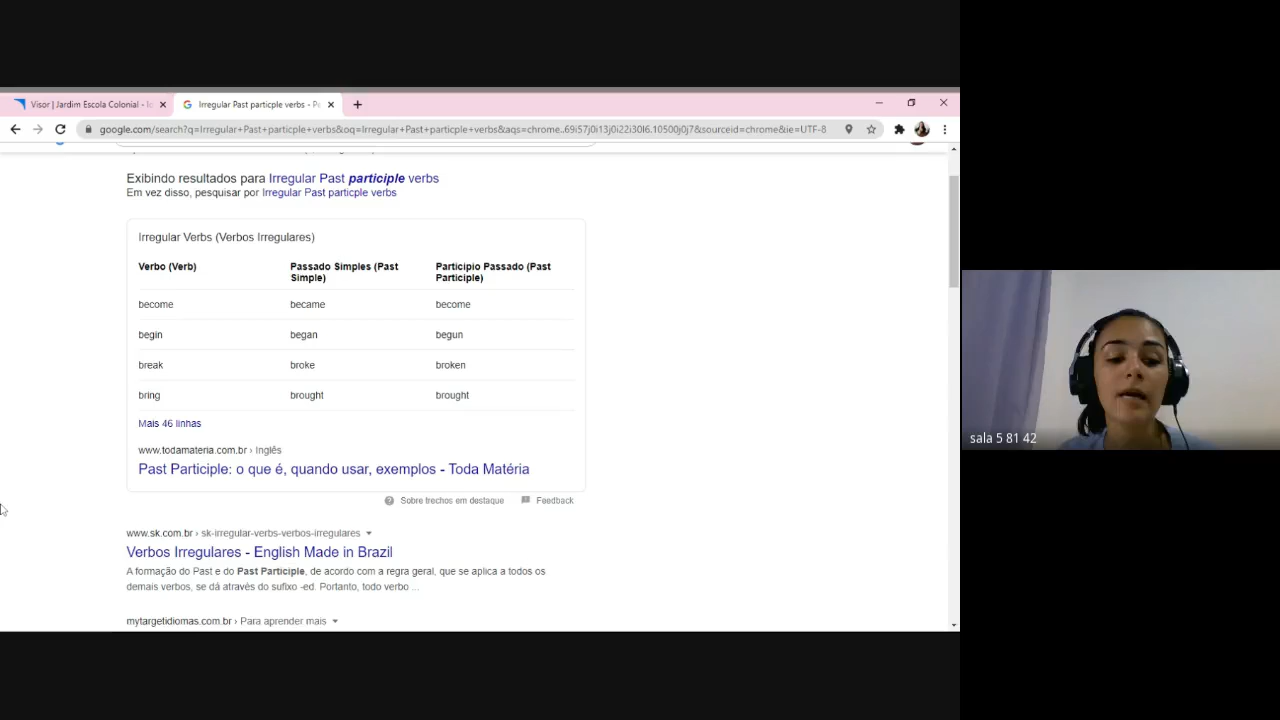 Visor | Jardim Escola Colonial - Irregular Past particple verbs - P
google.com/search?q=Irregular+Past+particple+verbs&oq=Irregular+Past+particple+verbs&aqs=chrome..69i57j0i13j0i22i30l6.10500j0j7&sourceid=chrome&ie=UTF-8
Exibindo resultados para Irregular Past participle verbs
Em vez disso, pesquisar por Irregular Past particple verbs
Irregular Verbs (Verbos Irregulares)
Verbo (Verb) Passado Simples (Past Participio Passado (Past
Simple) Participle)
become became become
begin began begun
break broke broken
bring brought brought
Mais 46 linhas
www.todamateria.com.br › Inglês
Past Participle: o que é, quando usar, exemplos - Toda Matéria
Sobre trechos em destaque Feedback
www.sk.com.br › sk-irregular-verbs-verbos-irregulares
Verbos Irregulares - English Made in Brazil
A formação do Past e do Past Participle, de acordo com a regra geral, que se aplica a todos os
demais verbos, se dá através do sufixo -ed. Portanto, todo verbo ...
mytargetidiomas.com.br › Para aprender mais
sala 5 81 42